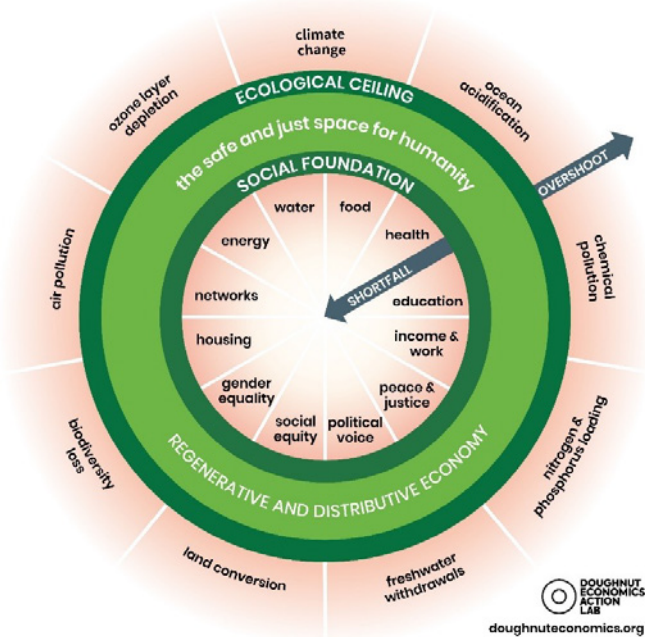 climate
change
ocean
acidification
chemical
pollution
nitrogen &
phosphorus loading
freshwater
withdrawals
land conversion
biodiversity
loss
air pollution
ozone layer
depletion
ECOLOGICAL CEILING
the safe and just space for humanity
SOCIAL FOUNDATION
OVERSHOOT
SHORTFALL
water
food
health
education
income &
work
peace &
justice
political
voice
social
equity
gender
equality
housing
networks
energy
REGENERATIVE AND DISTRIBUTIVE ECONOMY
DOUGHNUT
ECONOMICS
ACTION
LAB
doughnuteconomics.org